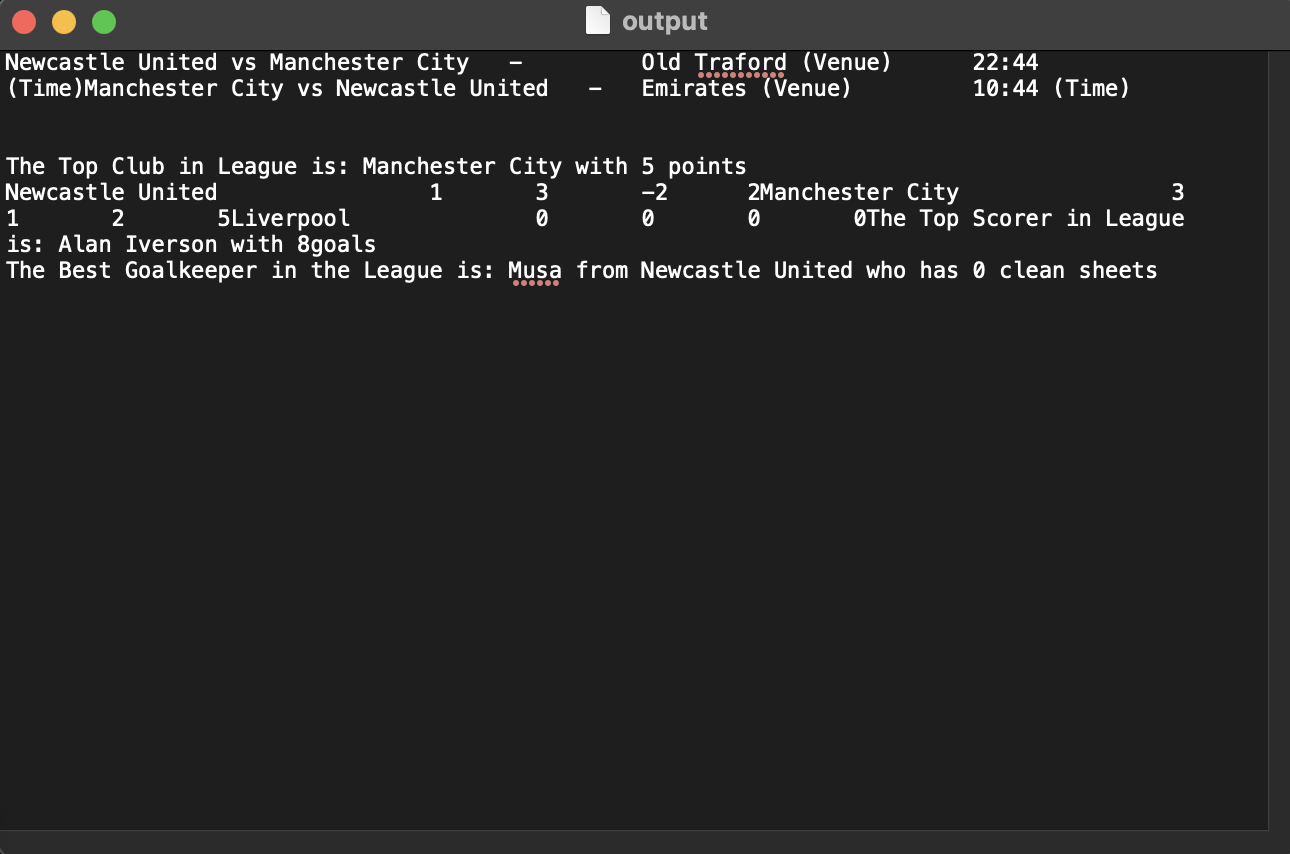 output
Newcastle United vs Manchester City   -         Old Traford (Venue)      22:44
(Time)Manchester City vs Newcastle United   -   Emirates (Venue)         10:44 (Time)
The Top Club in League is: Manchester City with 5 points
Newcastle United                1       3       -2      2Manchester City                3
1       2       5Liverpool              0       0       0       0The Top Scorer in League
is: Alan Iverson with 8goals
The Best Goalkeeper in the League is: Musa from Newcastle United who has 0 clean sheets